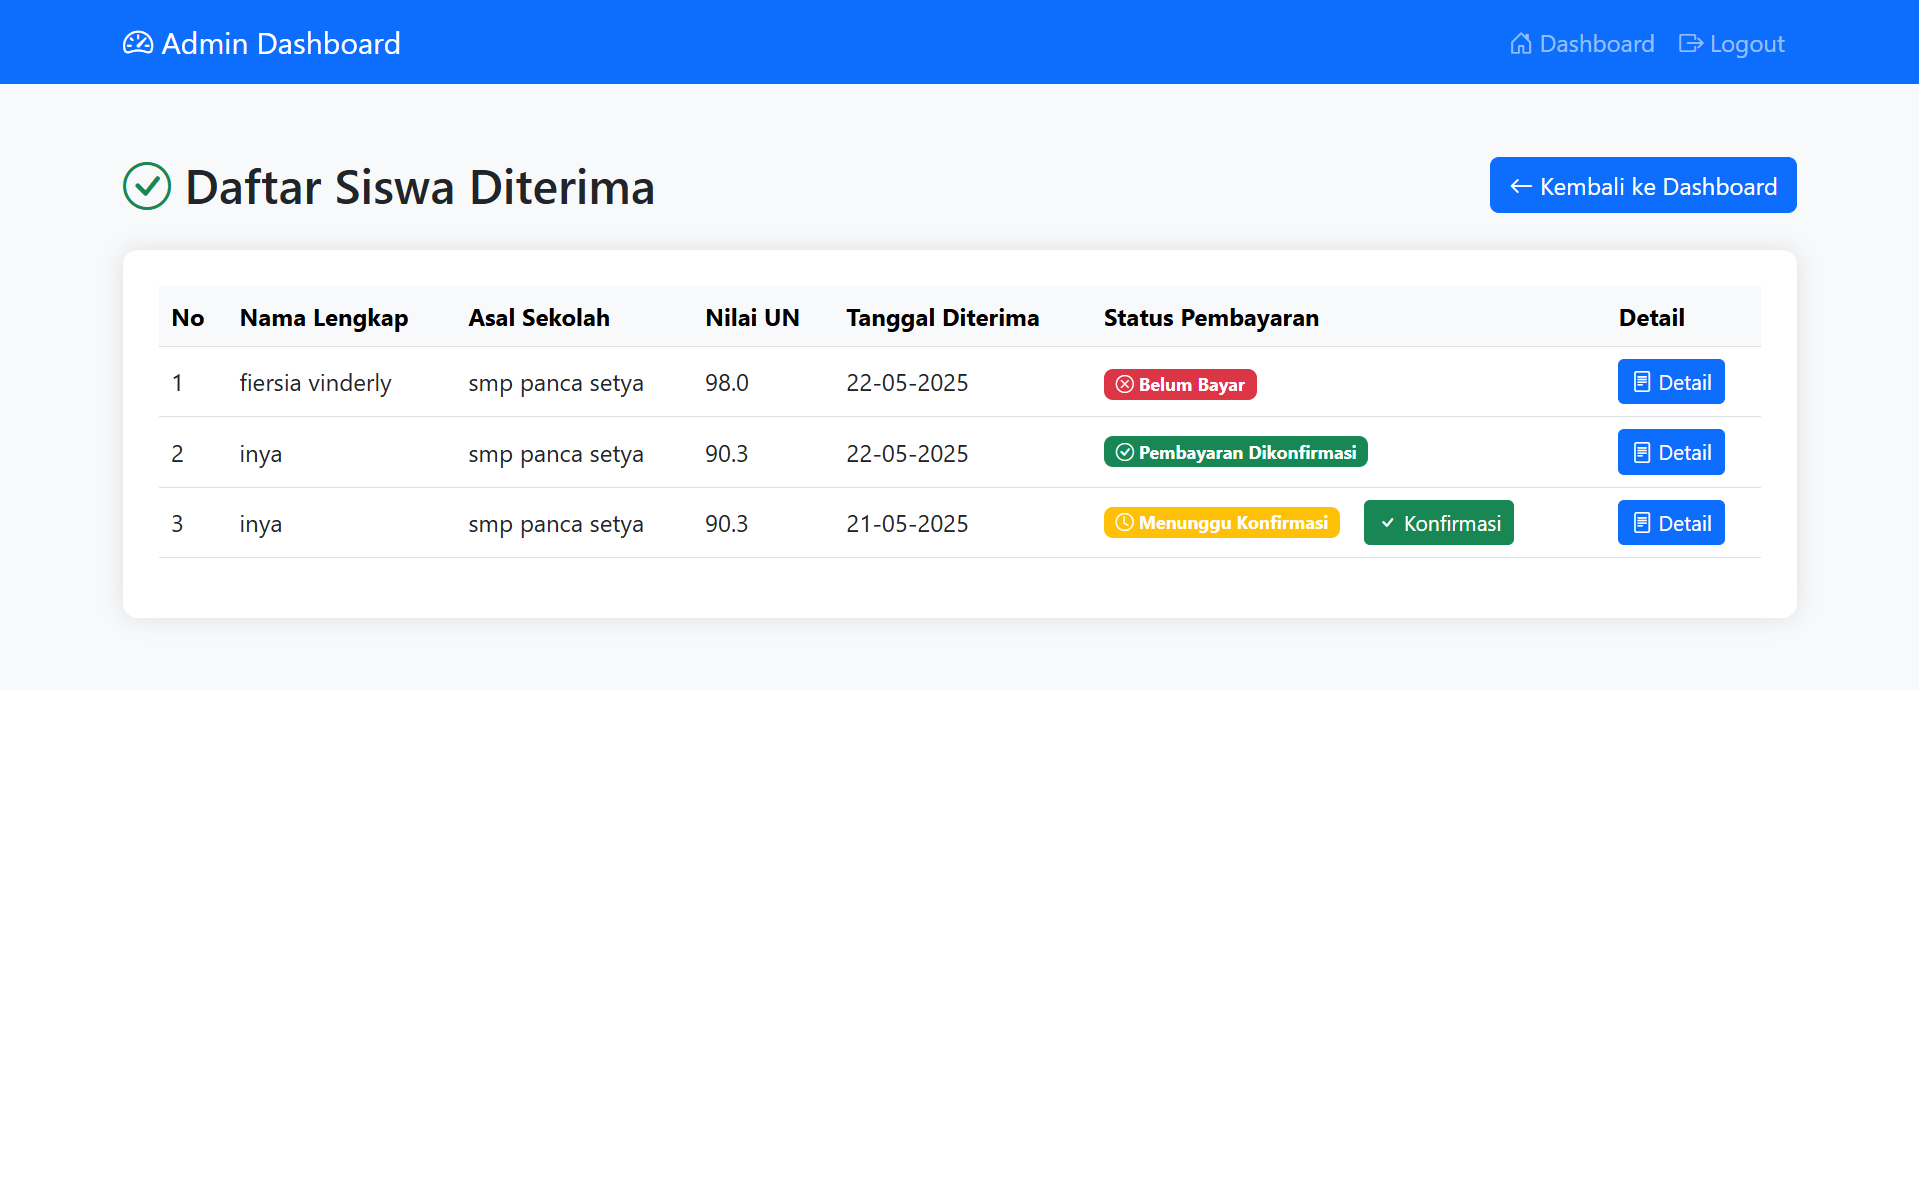 Admin Dashboard Dashboard Logout
Daftar Siswa Diterima Kembali ke Dashboard
No Nama Lengkap Asal Sekolah Nilai UN Tanggal Diterima Status Pembayaran Detail
1 fiersia vinderly smp panca setya 98.0 22-05-2025 Belum Bayar Detail
2 inya smp panca setya 90.3 22-05-2025 Pembayaran Dikonfirmasi Detail
3 inya smp panca setya 90.3 21-05-2025 Menunggu Konfirmasi Konfirmasi Detail